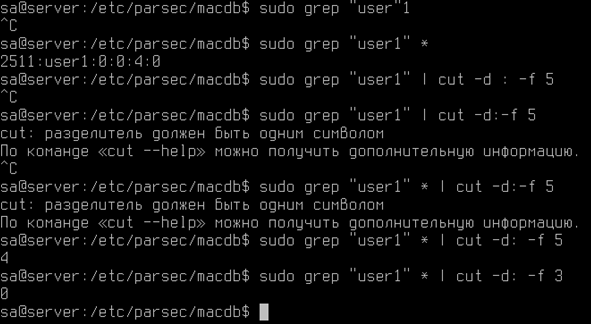 sa@server:/etc/parsec/macdb$ sudo grep "user"1
^C
sa@server:/etc/parsec/macdb$ sudo grep "user1" *
2511:user1:0:0:4:0
sa@server:/etc/parsec/macdb$ sudo grep "user1" | cut -d : -f 5
^C
sa@server:/etc/parsec/macdb$ sudo grep "user1" | cut -d:-f 5
cut: разделитель должен быть одним символом
По команде «cut --help» можно получить дополнительную информацию.
^C
sa@server:/etc/parsec/macdb$ sudo grep "user1" * | cut -d:-f 5
cut: разделитель должен быть одним символом
По команде «cut --help» можно получить дополнительную информацию.
sa@server:/etc/parsec/macdb$ sudo grep "user1" * | cut -d: -f 5
4
sa@server:/etc/parsec/macdb$ sudo grep "user1" * | cut -d: -f 3
0
sa@server:/etc/parsec/macdb$